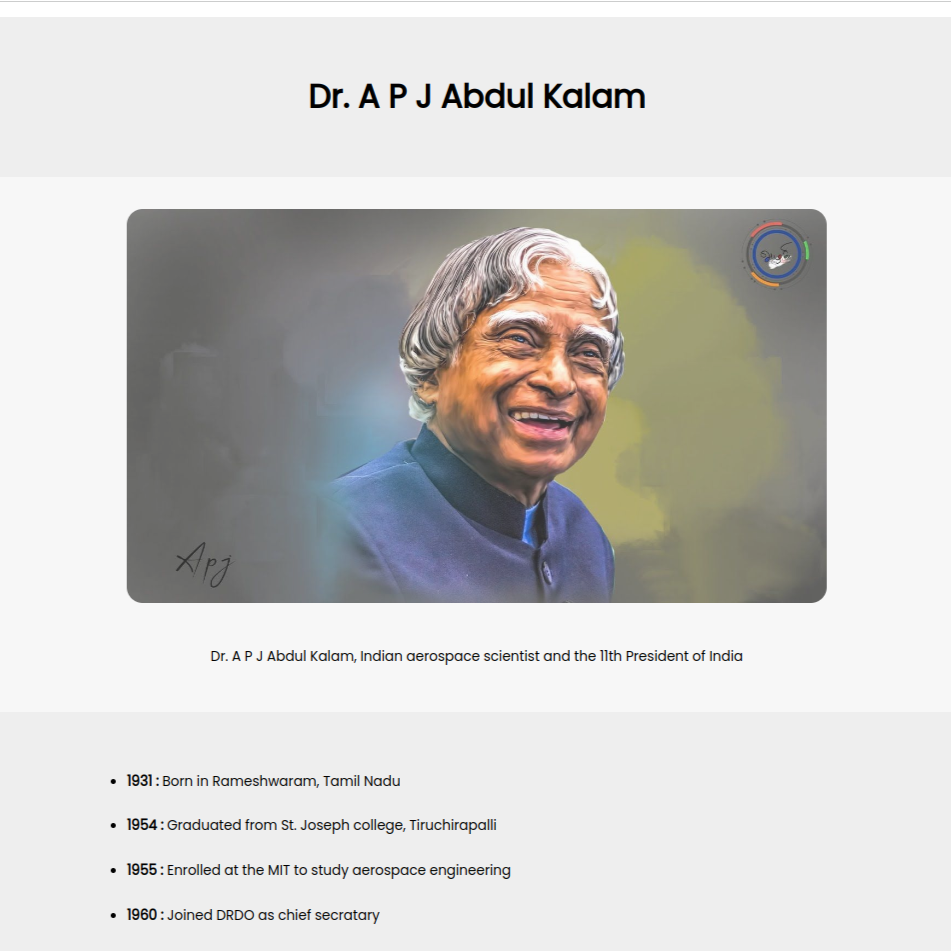 Dr. A P J Abdul Kalam
Apj
Dr. A P J Abdul Kalam, Indian aerospace scientist and the 11th President of India
1931 : Born in Rameshwaram, Tamil Nadu
1954 : Graduated from St. Joseph college, Tiruchirapalli
1955 : Enrolled at the MIT to study aerospace engineering
1960 : Joined DRDO as chief secratary